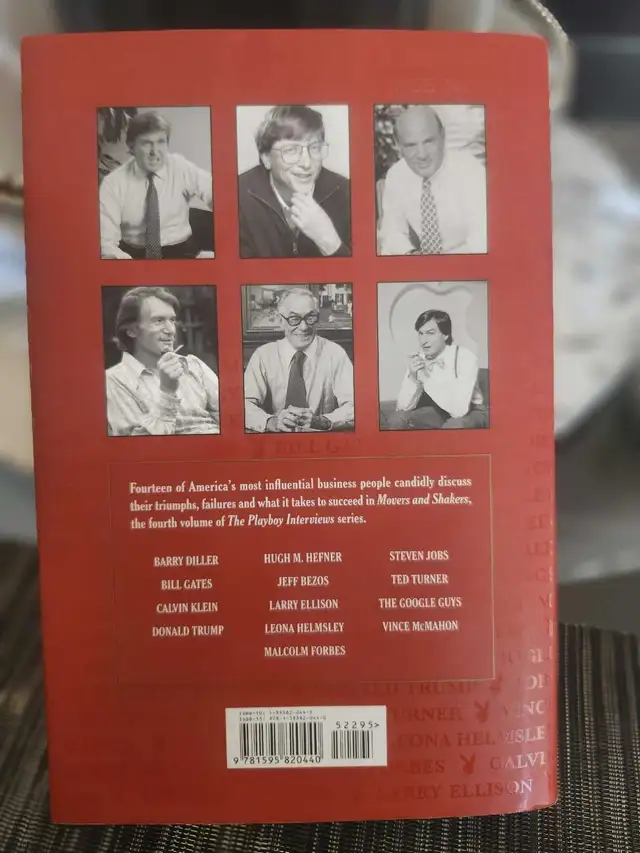 Fourteen of America's most influential business people candidly discuss
their triumphs, failures and what it takes to succeed in Movers and Shakers,
the fourth volume of The Playboy Interviews series.
BARRY DILLER
HUGH M. HEFNER
STEVEN JOBS
BILL GATES
JEFF BEZOS
TED TURNER
CALVIN KLEIN
LARRY ELLISON
THE GOOGLE GUYS
DONALD TRUMP
LEONA HELMSLEY
VINCE McMAHON
MALCOLM FORBES
52295>
9 781595 820440
TURNER
LARRY ELLISON